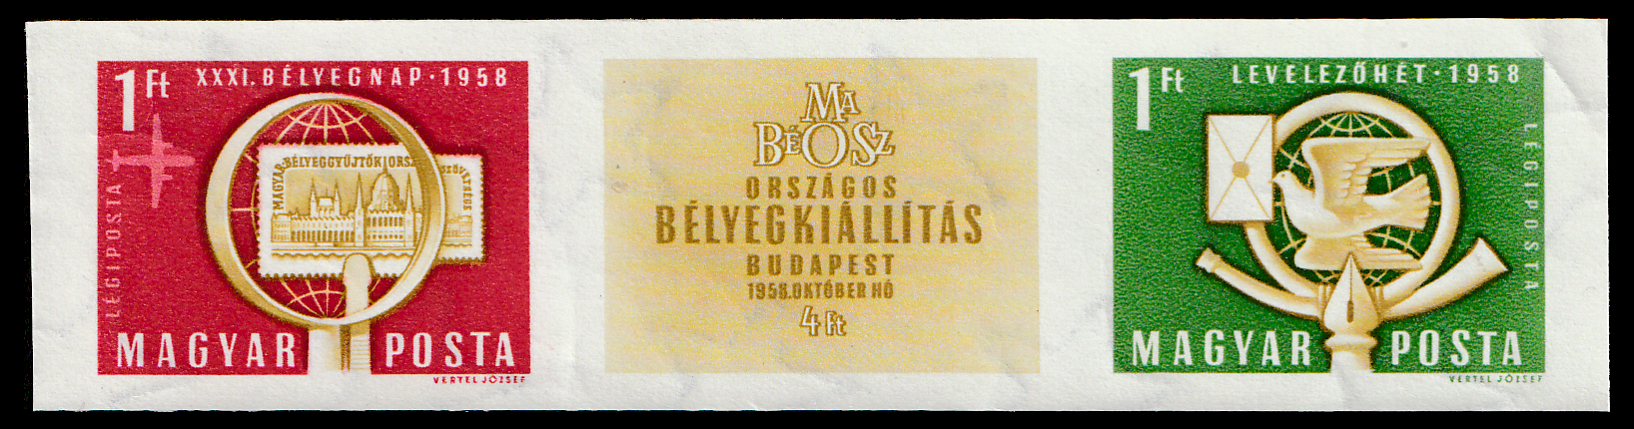 1 Ft
XXXI. BÉLYEGNAP · 1958
LÉGIPOSTA
MAGYAR BÉLYEGGYŰJTŐK ORSZ
MAGYAR POSTA
VERTEL JÓZSEF
MA
BÉOSZ
ORSZÁGOS
BÉLYEGKIÁLLÍTÁS
BUDAPEST
1958. OKTÓBER HÓ
4 Ft
1 Ft
LEVELEZŐHÉT · 1958
LÉGIPOSTA
MAGYAR POSTA
VERTEL JÓZSEF